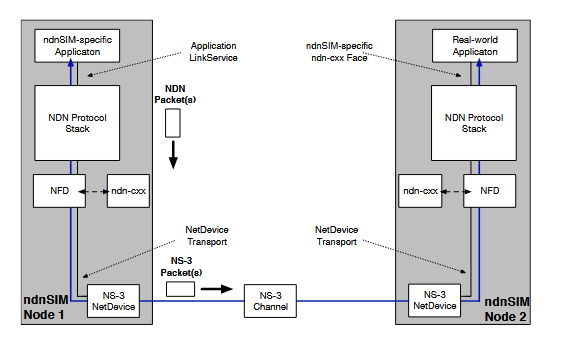 ndnSIM-specific
Applicaton
Application
LinkService
ndnSIM-specific
ndn-cxx Face
Real-world
Applicaton
NDN
Packet(s)
NDN Protocol
Stack
NDN Protocol
Stack
NFD
ndn-cxx
ndn-cxx
NFD
NetDevice
Transport
NetDevice
Transport
NS-3
Packet(s)
ndnSIM
Node 1
NS-3
NetDevice
NS-3
Channel
NS-3
NetDevice
ndnSIM
Node 2